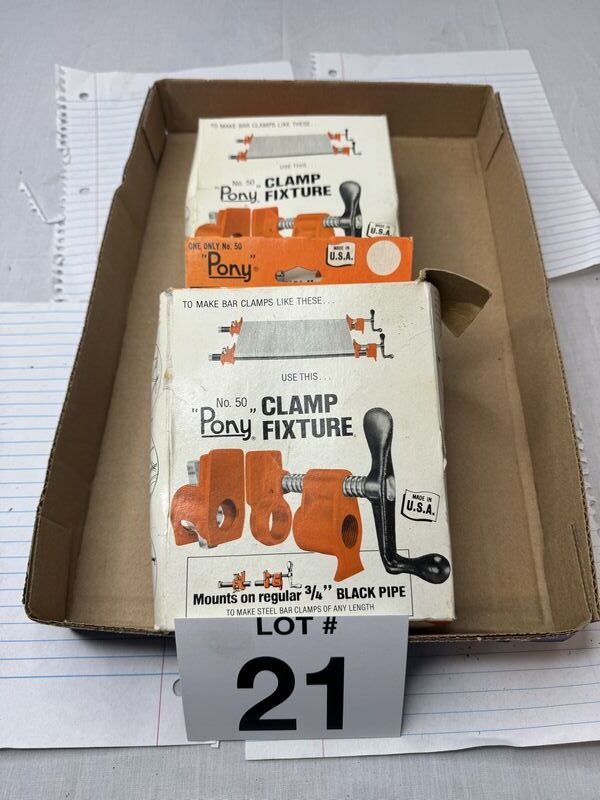 TO MAKE BAR CLAMPS LIKE THESE...
USE THIS...
No. 50
"Pony" CLAMP
FIXTURE
MADE IN
U.S.A.
ONE ONLY No. 50
"Pony"
MADE IN
U.S.A.
TO MAKE BAR CLAMPS LIKE THESE...
USE THIS...
No. 50
"Pony" CLAMP
FIXTURE
MADE IN
U.S.A.
Mounts on regular 3/4" BLACK PIPE
TO MAKE STEEL BAR CLAMPS OF ANY LENGTH
LOT #
21